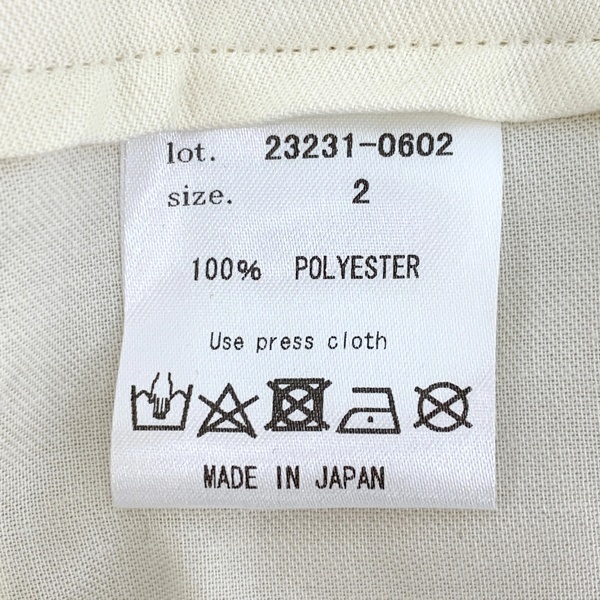 lot. 23231-0602
size. 2
100% POLYESTER
Use press cloth
MADE IN JAPAN